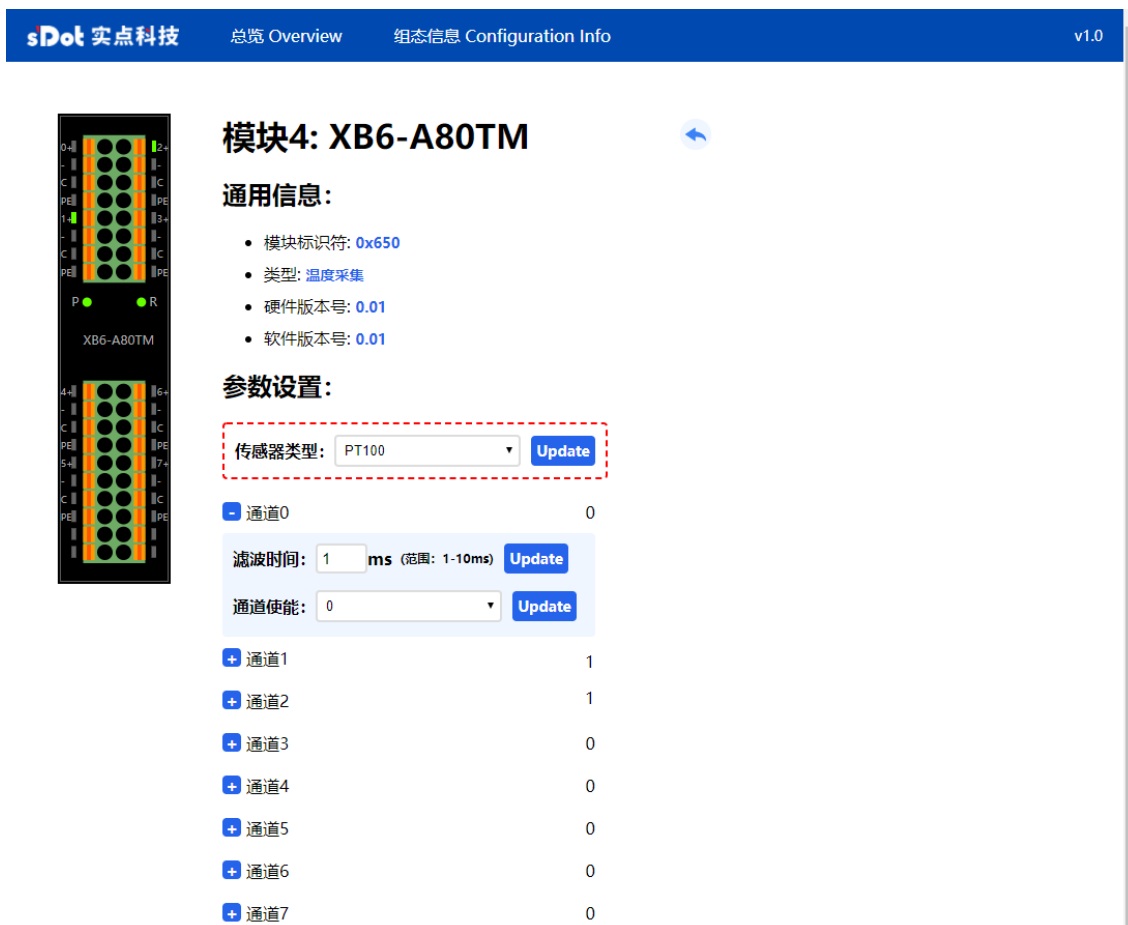 sDot 实点科技 总览 Overview 组态信息 Configuration Info v1.0
模块4: XB6-A80TM
通用信息：
模块标识符: 0x650
类型: 温度采集
硬件版本号: 0.01
软件版本号: 0.01
参数设置：
传感器类型： PT100 Update
- 通道0 0
滤波时间： 1 ms (范围：1-10ms) Update
通道使能： 0 Update
+ 通道1 1
+ 通道2 1
+ 通道3 0
+ 通道4 0
+ 通道5 0
+ 通道6 0
+ 通道7 0
0+ 2+
- -
C C
PE PE
1+ 3+
- -
C C
PE PE
P R
XB6-A80TM
4+ 6+
- -
C C
PE PE
5+ 7+
- -
C C
PE PE